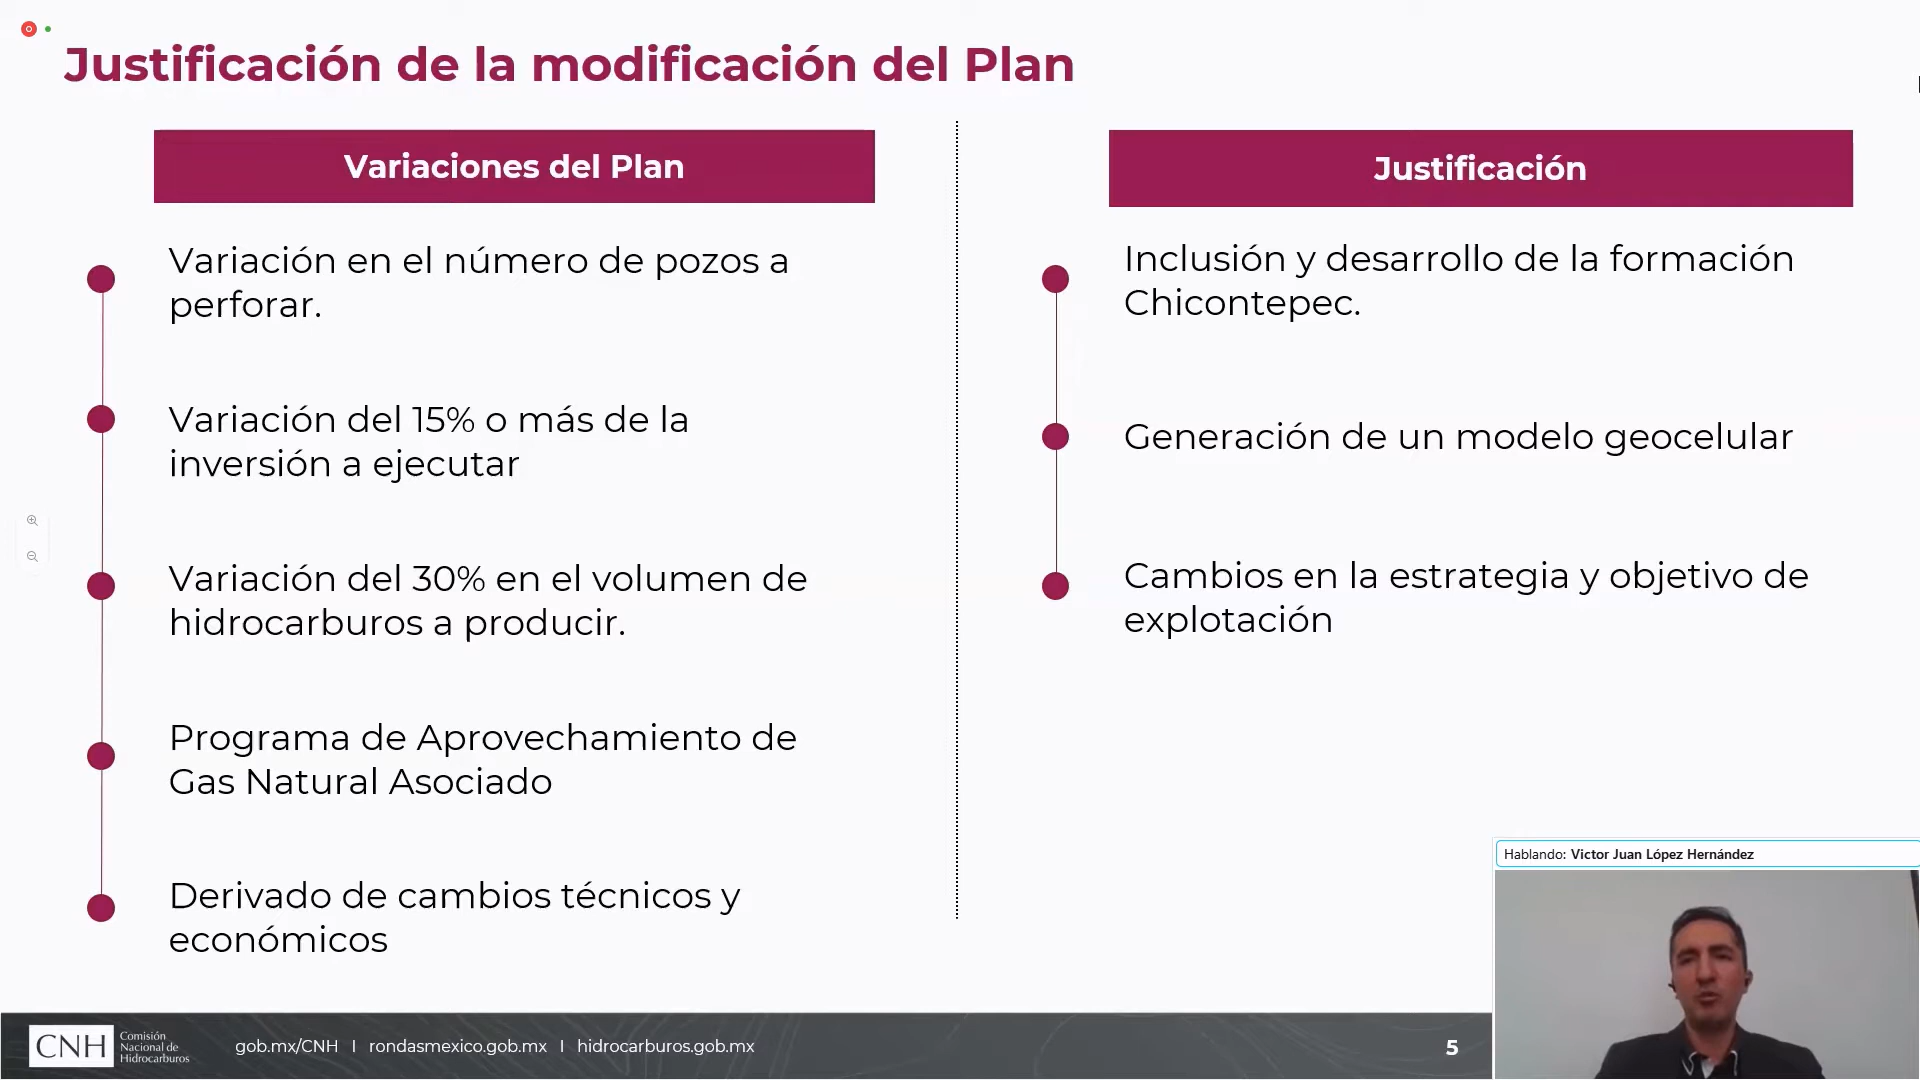 Justificación de la modificación del Plan
Variaciones del Plan
Variación en el número de pozos a
perforar.
Variación del 15% o más de la
inversión a ejecutar
Variación del 30% en el volumen de
hidrocarburos a producir.
Programa de Aprovechamiento de
Gas Natural Asociado
Derivado de cambios técnicos y
económicos
Justificación
Inclusión y desarrollo de la formación
Chicontepec.
Generación de un modelo geocelular
Cambios en la estrategia y objetivo de
explotación
Hablando: Victor Juan López Hernández
CNH
Comisión
Nacional de
Hidrocarburos
gob.mx/CNH I rondasmexico.gob.mx I hidrocarburos.gob.mx
5